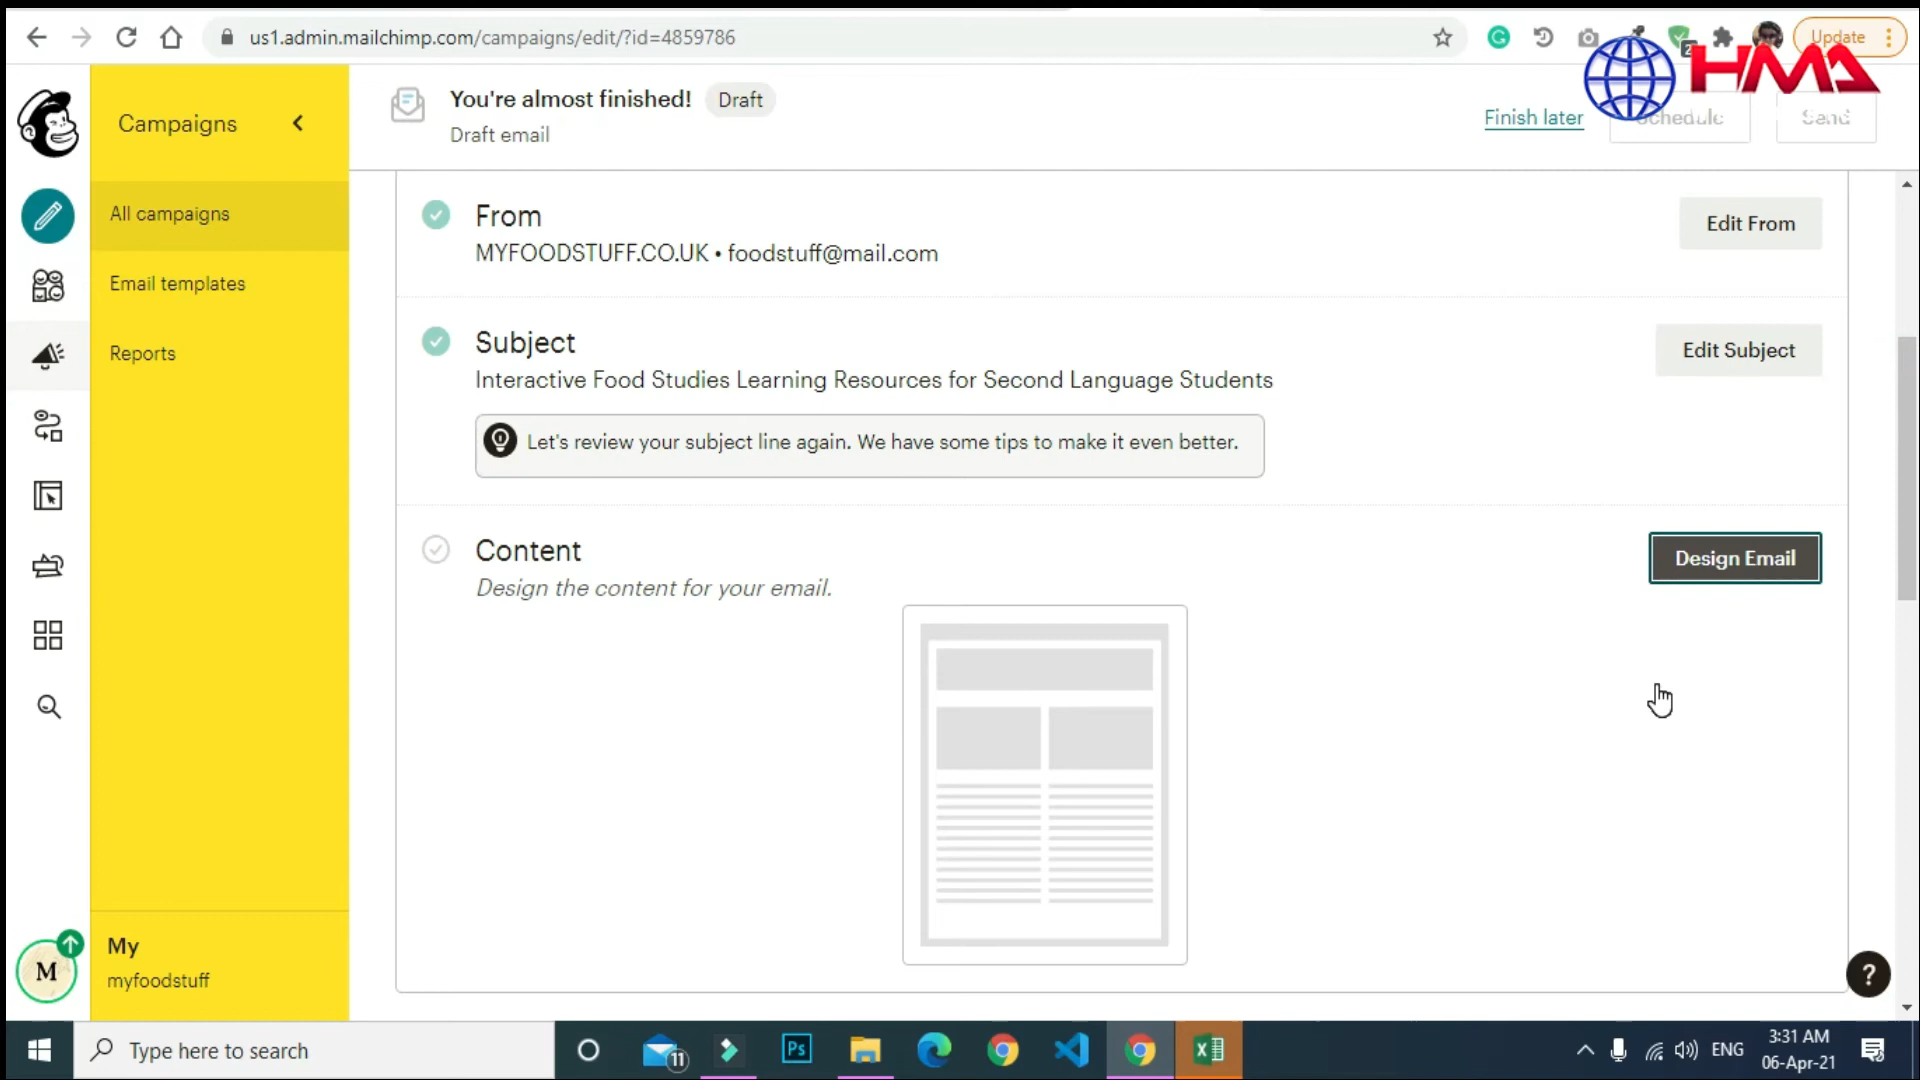 us1.admin.mailchimp.com/campaigns/edit/?id=4859786
Update
HMA
Campaigns
You're almost finished! Draft
Draft email
Finish later
Schedule
Send
All campaigns
Email templates
Reports
From
MYFOODSTUFF.CO.UK • foodstuff@mail.com
Edit From
Subject
Interactive Food Studies Learning Resources for Second Language Students
Edit Subject
Let's review your subject line again. We have some tips to make it even better.
Content
Design the content for your email.
Design Email
M
My
myfoodstuff
?
Type here to search
11
Ps
ENG
3:31 AM
06-Apr-21